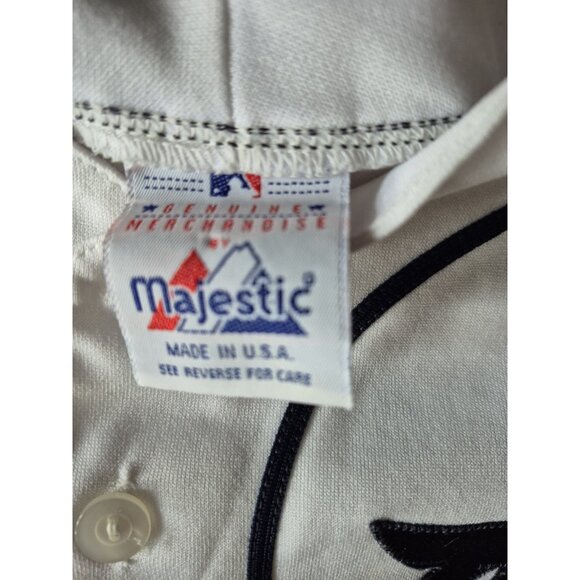 GENUINE
MERCHANDISE
BY
Majestic®
MADE IN U.S.A.
SEE REVERSE FOR CARE